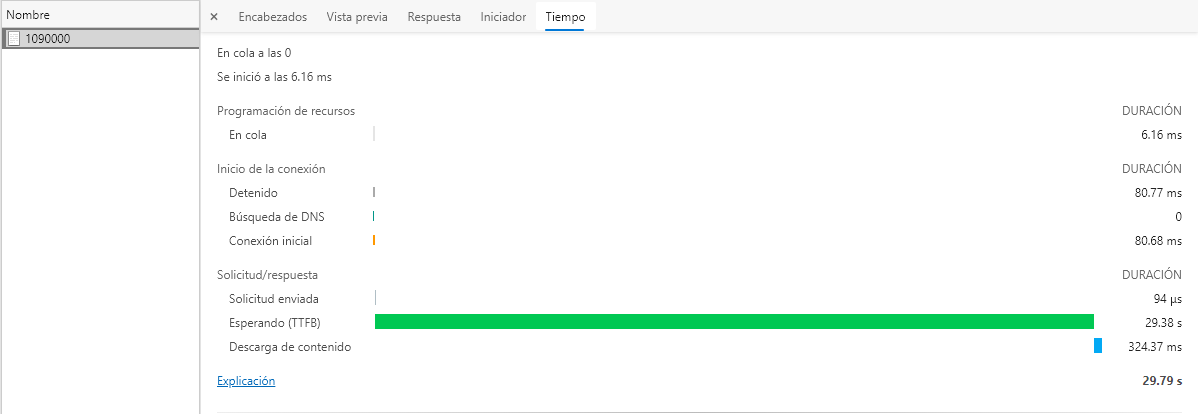 Nombre
1090000
× Encabezados Vista previa Respuesta Iniciador Tiempo
En cola a las 0
Se inició a las 6.16 ms
Programación de recursos DURACIÓN
En cola 6.16 ms
Inicio de la conexión DURACIÓN
Detenido 80.77 ms
Búsqueda de DNS 0
Conexión inicial 80.68 ms
Solicitud/respuesta DURACIÓN
Solicitud enviada 94 µs
Esperando (TTFB) 29.38 s
Descarga de contenido 324.37 ms
Explicación 29.79 s